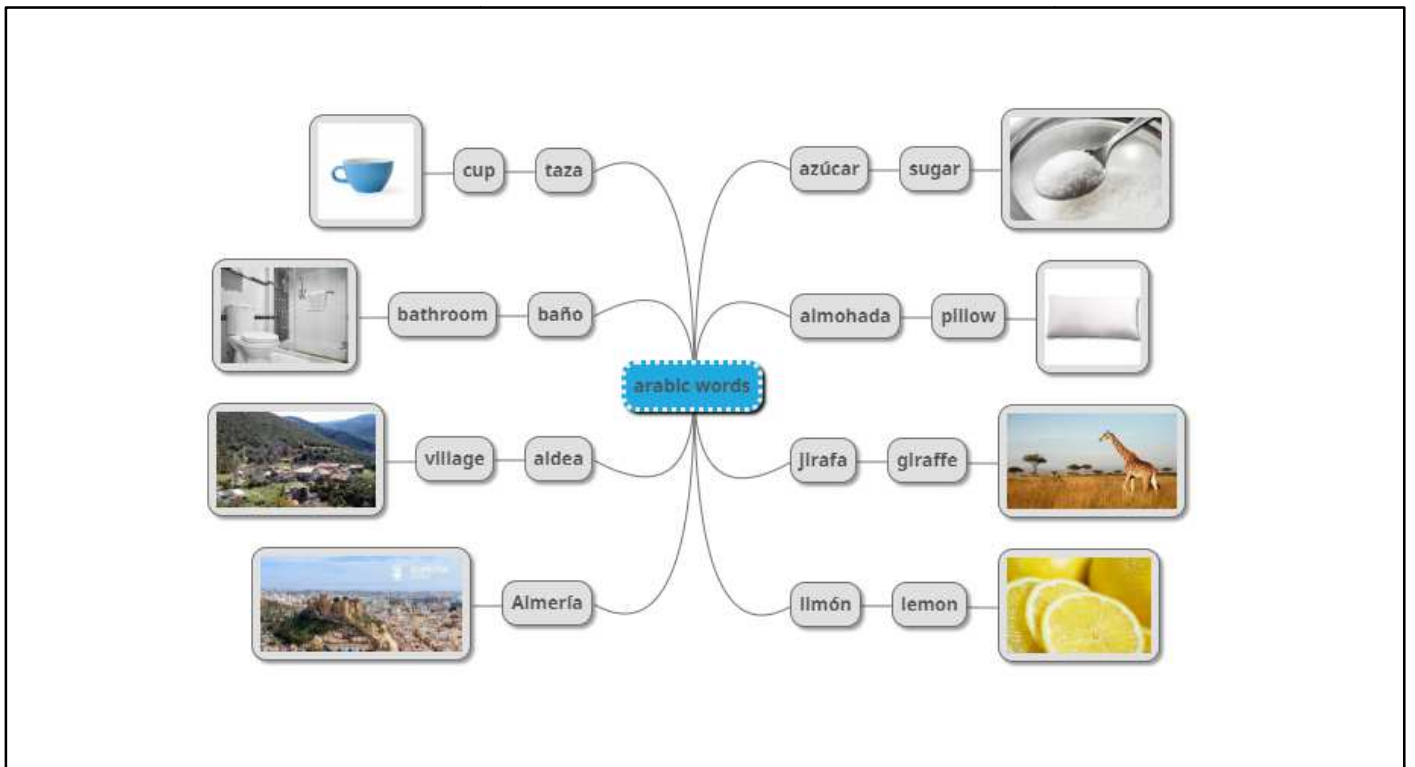 cup
taza
azúcar
sugar
bathroom
baño
almohada
pillow
arabic words
village
aldea
jirafa
giraffe
Almería
limón
lemon